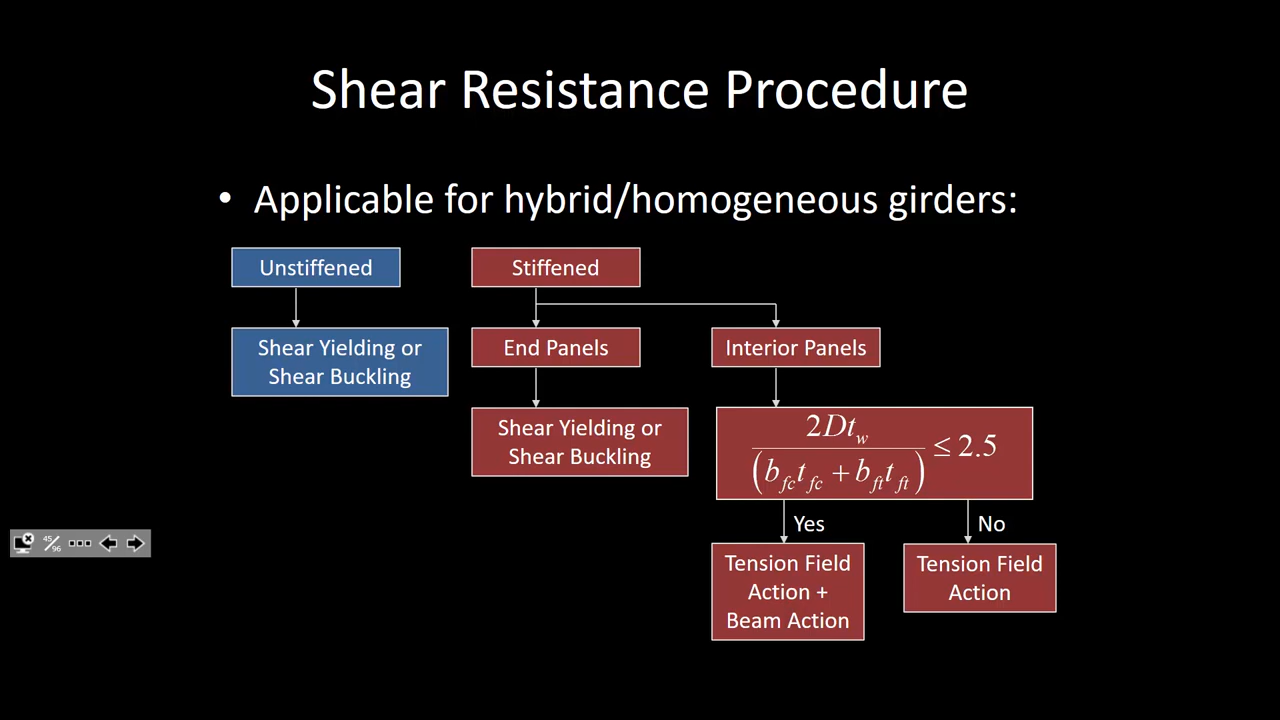 Shear Resistance Procedure
• Applicable for hybrid/homogeneous girders:
Unstiffened
Stiffened
Shear Yielding or
Shear Buckling
End Panels
Interior Panels
Shear Yielding or
Shear Buckling
2Dt_w / (b_fc t_fc + b_ft t_ft) ≤ 2.5
Yes
No
Tension Field
Action +
Beam Action
Tension Field
Action
45/96